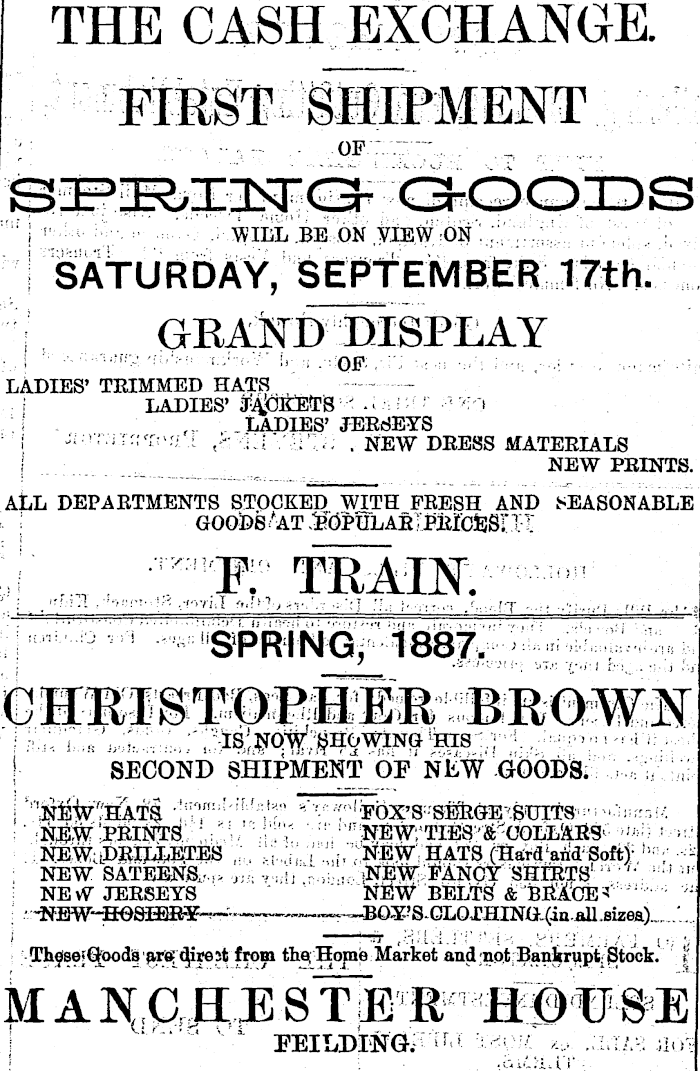 THE CASH EXCHANGE.
FIRST SHIPMENT
OF
SPRING GOODS
WILL BE ON VIEW ON
SATURDAY, SEPTEMBER 17th.
GRAND DISPLAY
OF
LADIES' TRIMMED HATS
LADIES' JACKETS
LADIES' JERSEYS
NEW DRESS MATERIALS
NEW PRINTS.
ALL DEPARTMENTS STOCKED WITH FRESH AND SEASONABLE
GOODS AT POPULAR PRICES.
F. TRAIN.
SPRING, 1887.
CHRISTOPHER BROWN
IS NOW SHOWING HIS
SECOND SHIPMENT OF NEW GOODS.
NEW HATS
NEW PRINTS
NEW DRILLETES
NEW SATEENS
NEW JERSEYS
NEW HOSIERY
FOX'S SERGE SUITS
NEW TIES & COLLARS
NEW HATS (Hard and Soft)
NEW FANCY SHIRTS
NEW BELTS & BRACES
BOY'S CLOTHING (in all sizes)
These Goods are direct from the Home Market and not Bankrupt Stock.
MANCHESTER HOUSE
FEILDING.